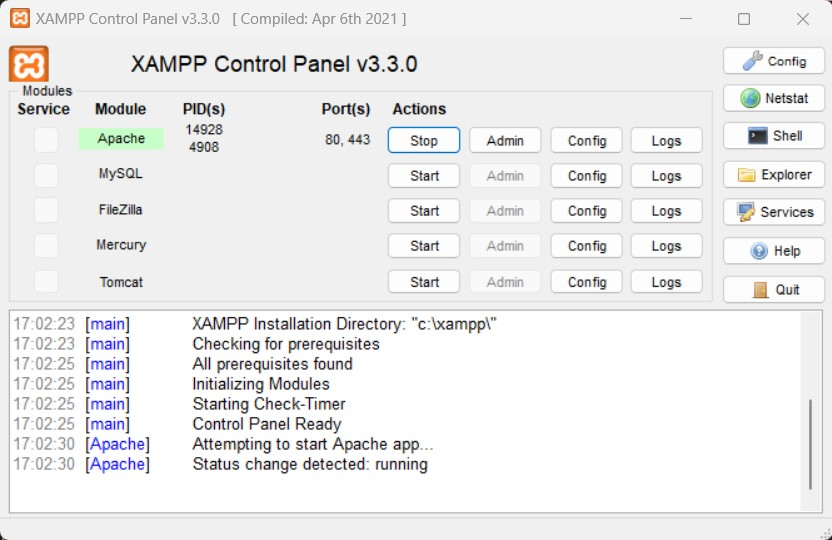 XAMPP Control Panel v3.3.0 [ Compiled: Apr 6th 2021 ]
XAMPP Control Panel v3.3.0
Config
Netstat
Shell
Explorer
Services
Help
Quit
Modules
Service Module PID(s) Port(s) Actions
Apache 14928 4908 80, 443 Stop Admin Config Logs
MySQL Start Admin Config Logs
FileZilla Start Admin Config Logs
Mercury Start Admin Config Logs
Tomcat Start Admin Config Logs
17:02:23 [main] XAMPP Installation Directory: "c:\xampp\"
17:02:23 [main] Checking for prerequisites
17:02:25 [main] All prerequisites found
17:02:25 [main] Initializing Modules
17:02:25 [main] Starting Check-Timer
17:02:25 [main] Control Panel Ready
17:02:30 [Apache] Attempting to start Apache app...
17:02:30 [Apache] Status change detected: running